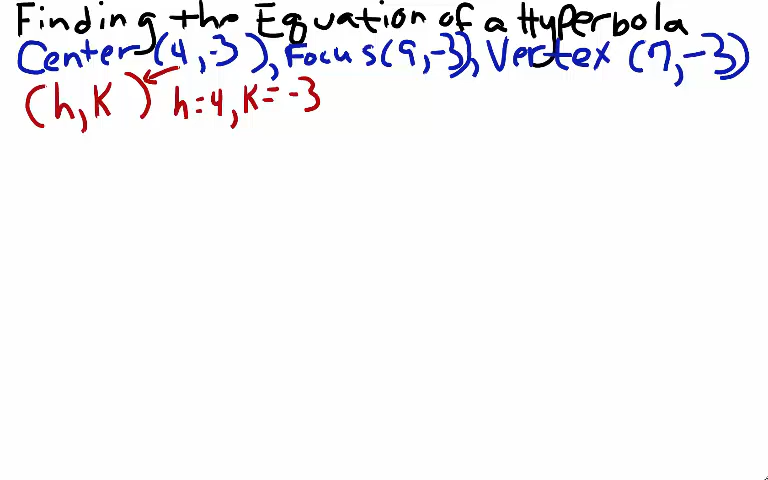 Finding the Equation of a Hyperbola
Center (4,-3), Focus (9,-3), Vertex (7,-3)
(h,k) h=4, k=-3